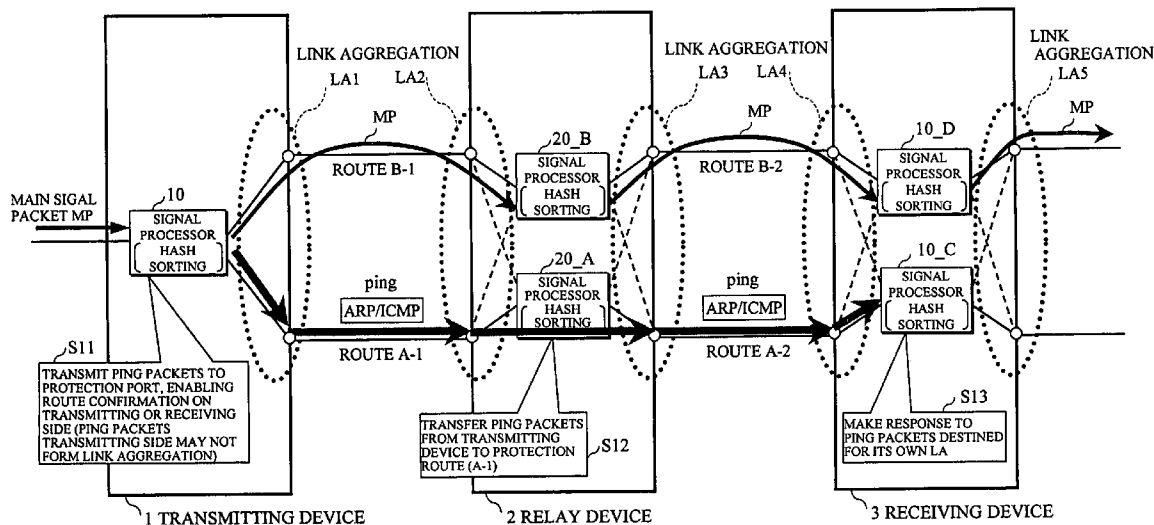 LINK AGGREGATION
LA1
LA2
LINK AGGREGATION
LA3
LA4
LINK
AGGREGATION
LA5
MP
MP
MP
20_B
SIGNAL
PROCESSOR
HASH
SORTING
10_D
SIGNAL
PROCESSOR
HASH
SORTING
ROUTE B-1
ROUTE B-2
MAIN SIGAL
PACKET MP
10
SIGNAL
PROCESSOR
HASH
SORTING
20_A
SIGNAL
PROCESSOR
HASH
SORTING
10_C
SIGNAL
PROCESSOR
HASH
SORTING
ping
ARP/ICMP
ping
ARP/ICMP
ROUTE A-1
ROUTE A-2
S11
TRANSMIT PING PACKETS TO
PROTECTION PORT, ENABLING
ROUTE CONFIRMATION ON
TRANSMITTING OR RECEIVING
SIDE (PING PACKETS
TRANSMITTING SIDE MAY NOT
FORM LINK AGGREGATION)
TRANSFER PING PACKETS
FROM TRANSMITTING
DEVICE TO PROTECTION
ROUTE (A-1)
S12
S13
MAKE RESPONSE TO
PING PACKETS DESTINED
FOR ITS OWN LA
1 TRANSMITTING DEVICE
2 RELAY DEVICE
3 RECEIVING DEVICE